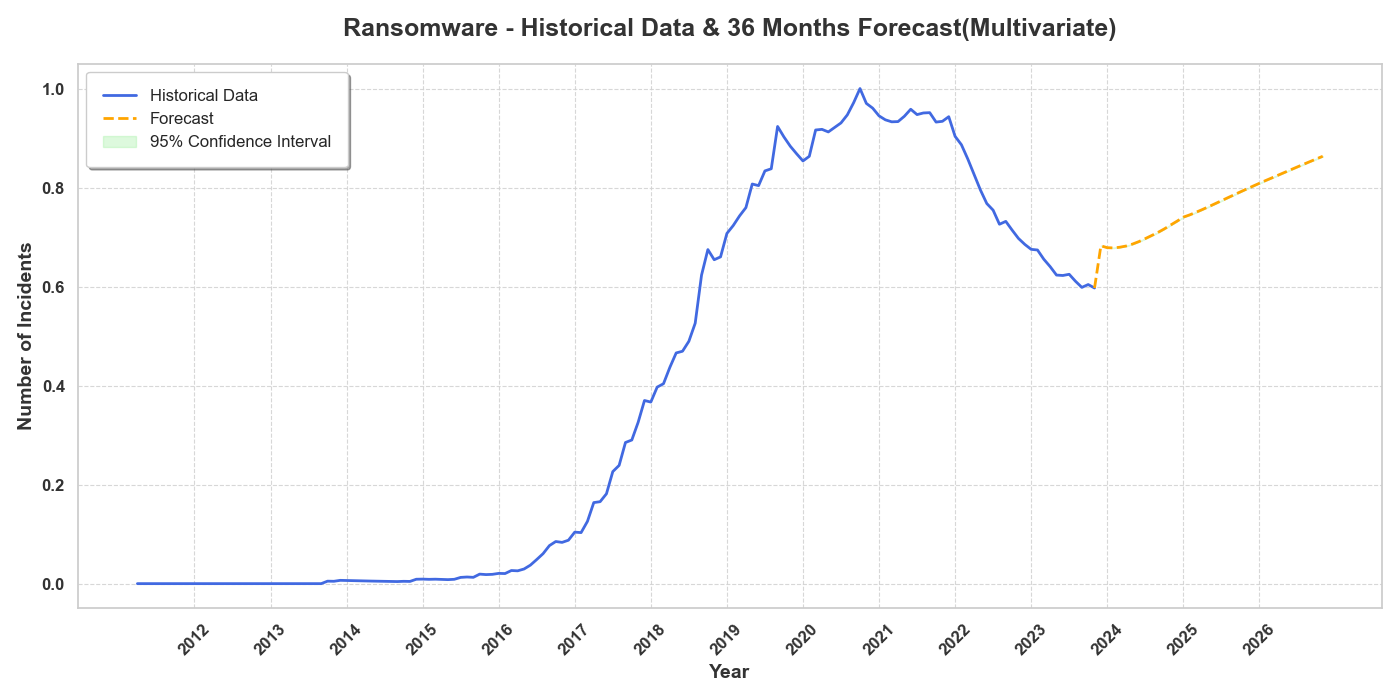 Ransomware - Historical Data & 36 Months Forecast(Multivariate)
Historical Data
Forecast
95% Confidence Interval
Number of Incidents
1.0
0.8
0.6
0.4
0.2
0.0
2012 2013 2014 2015 2016 2017 2018 2019 2020 2021 2022 2023 2024 2025 2026
Year